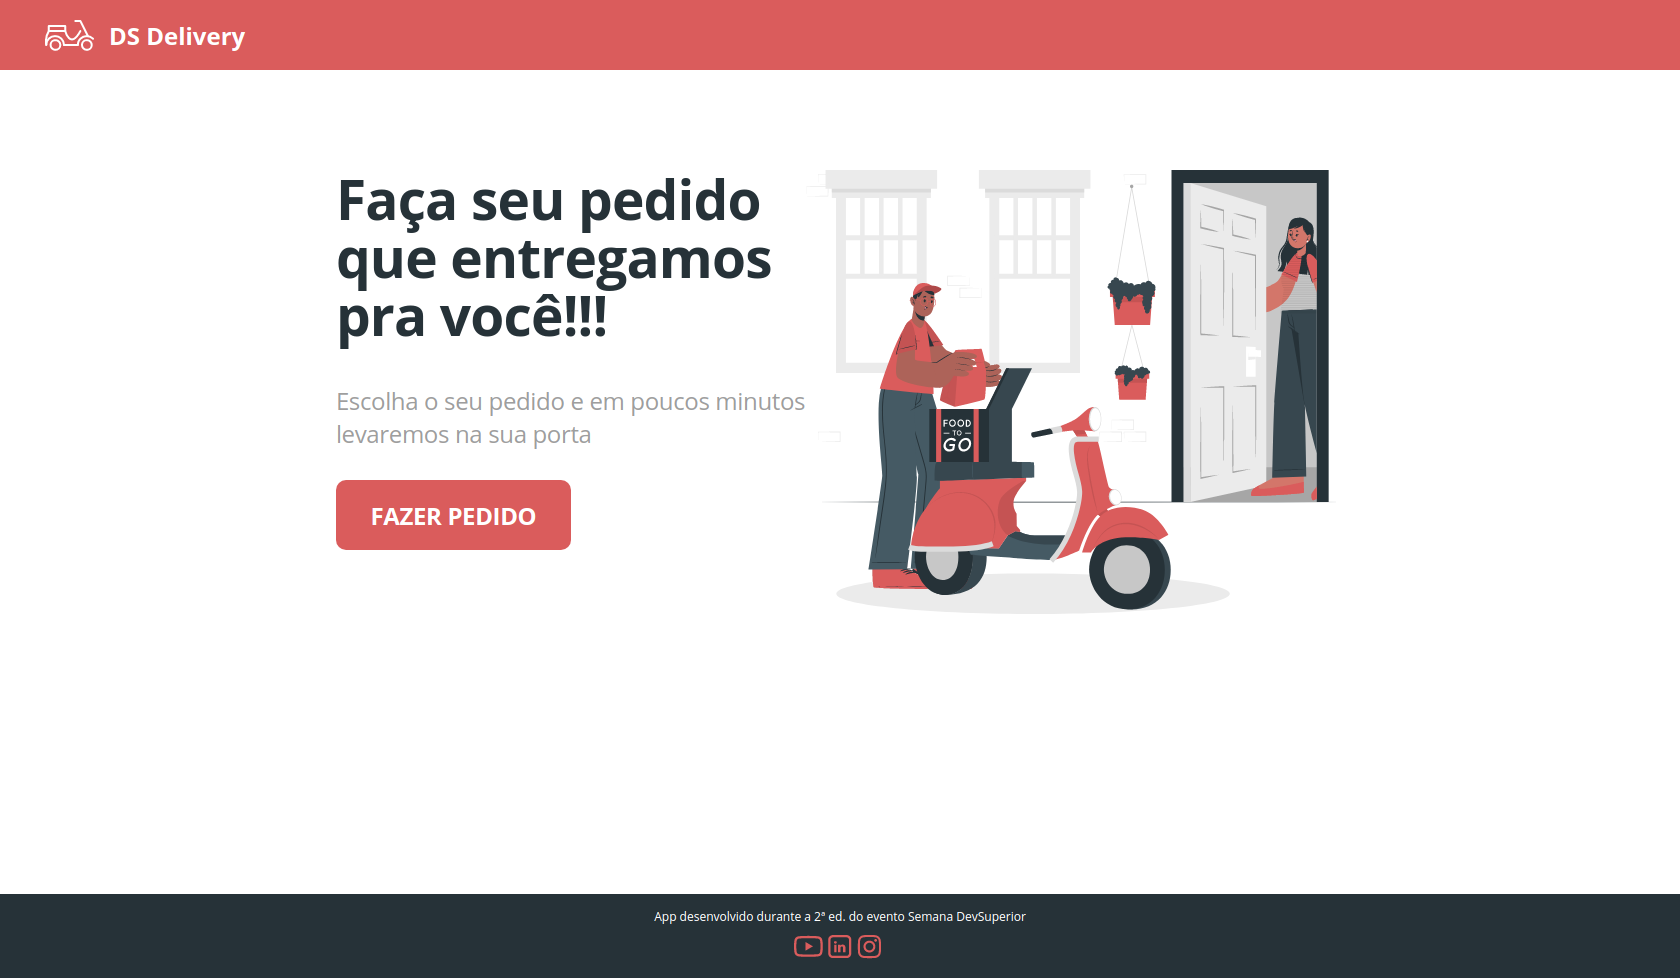 DS Delivery
Faça seu pedido
que entregamos
pra você!!!
Escolha o seu pedido e em poucos minutos
levaremos na sua porta
FAZER PEDIDO
FOOD
TO
GO
App desenvolvido durante a 2ª ed. do evento Semana DevSuperior
in